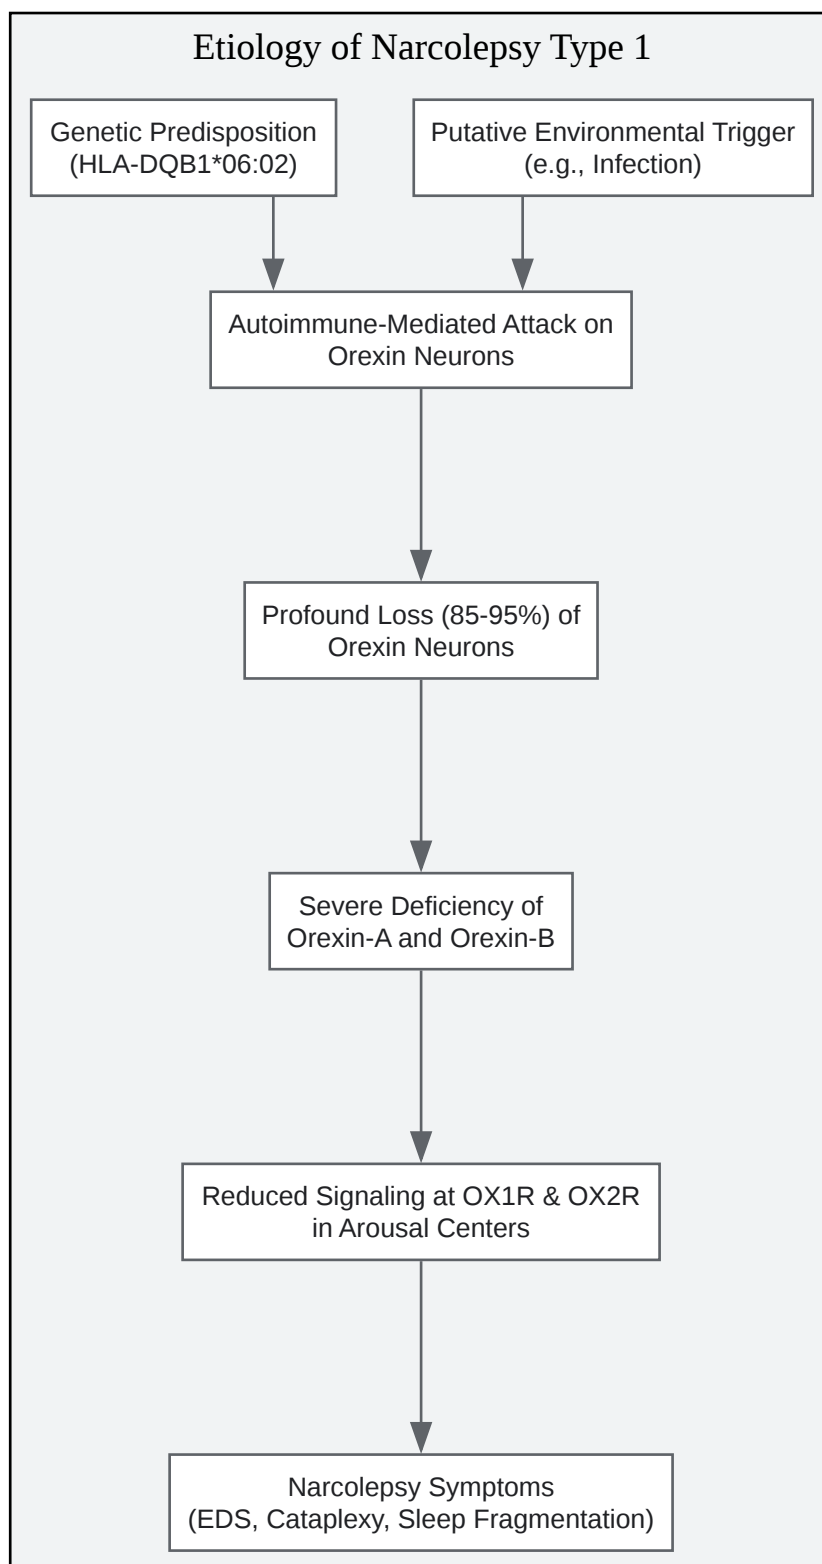 Etiology of Narcolepsy Type 1
Genetic Predisposition
(HLA-DQB1*06:02)
Putative Environmental Trigger
(e.g., Infection)
Autoimmune-Mediated Attack on
Orexin Neurons
Profound Loss (85-95%) of
Orexin Neurons
Severe Deficiency of
Orexin-A and Orexin-B
Reduced Signaling at OX1R & OX2R
in Arousal Centers
Narcolepsy Symptoms
(EDS, Cataplexy, Sleep Fragmentation)